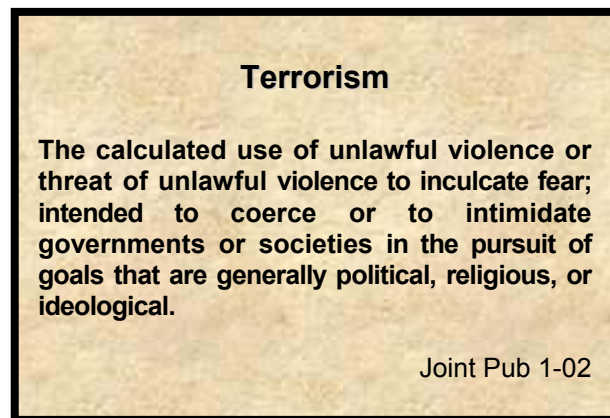 Terrorism
The calculated use of unlawful violence or
threat of unlawful violence to inculcate fear;
intended to coerce or to intimidate
governments or societies in the pursuit of
goals that are generally political, religious, or
ideological.
Joint Pub 1-02